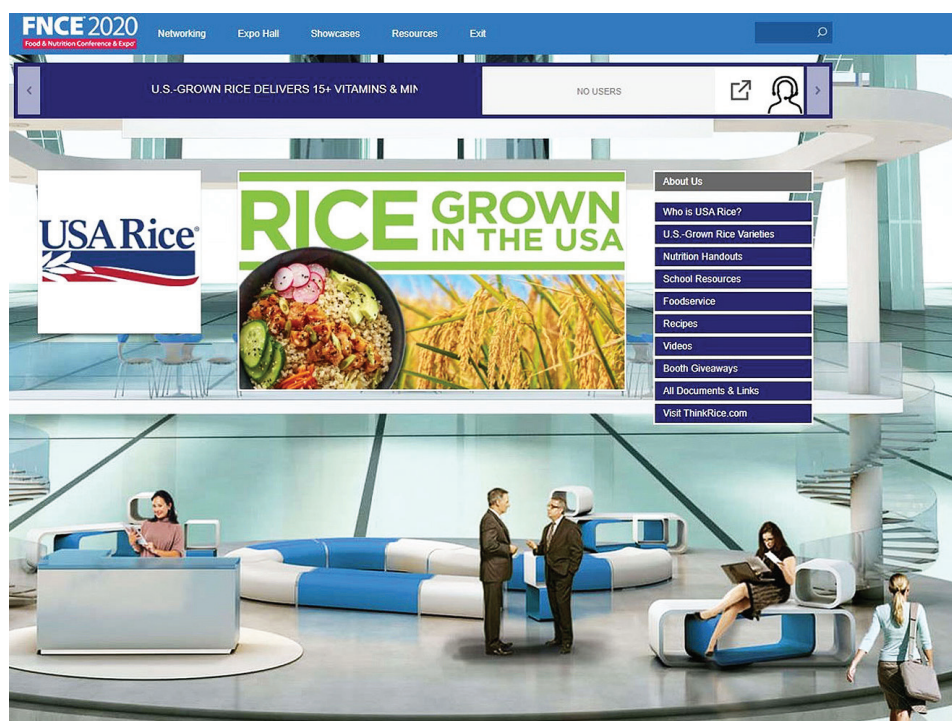 FNCE® 2020
Food & Nutrition Conference & Expo®
Networking Expo Hall Showcases Resources Exit
U.S.-GROWN RICE DELIVERS 15+ VITAMINS & MIN
NO USERS
USA Rice®
RICE GROWN
IN THE USA
About Us
Who is USA Rice?
U.S.-Grown Rice Varieties
Nutrition Handouts
School Resources
Foodservice
Recipes
Videos
Booth Giveaways
All Documents & Links
Visit ThinkRice.com